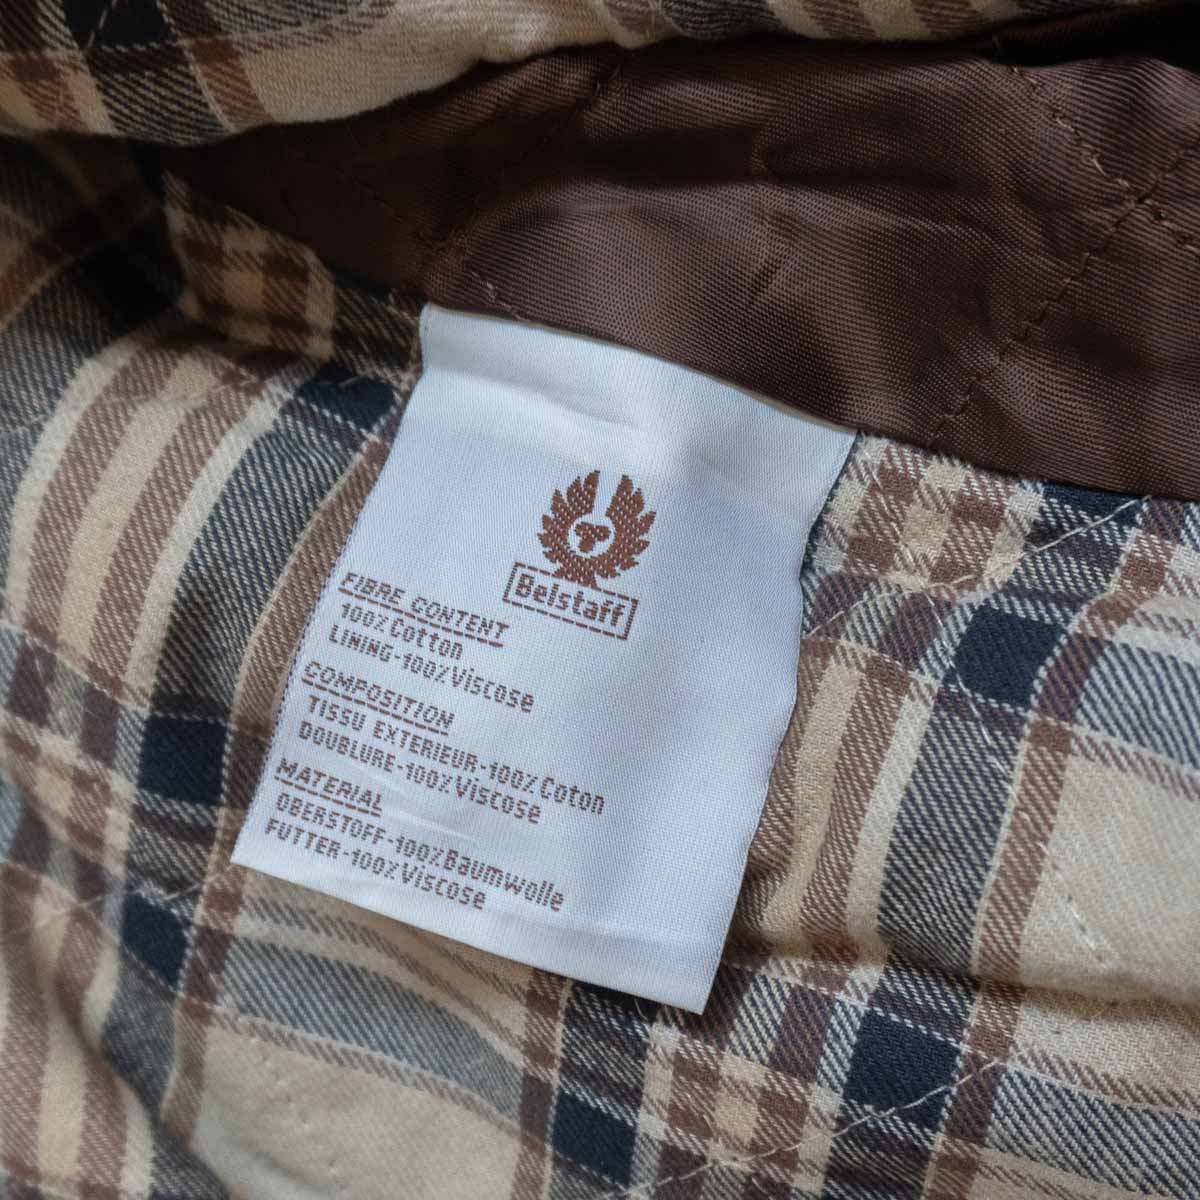 Belstaff
FIBRE CONTENT
100% Cotton
LINING-100% Viscose
COMPOSITION
TISSU EXTERIEUR-100% Coton
DOUBLURE-100% Viscose
MATERIAL
OBERSTOFF-100% Baumwolle
FUTTER-100% Viscose